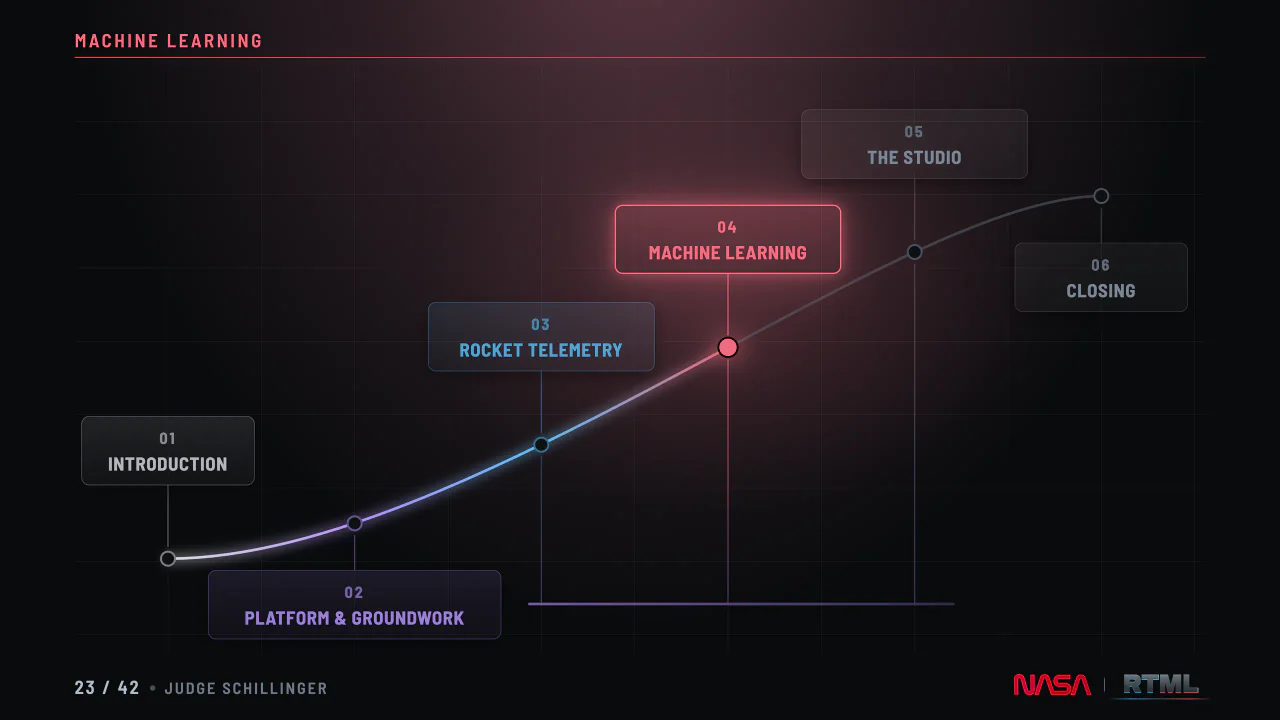 MACHINE LEARNING
01
INTRODUCTION
02
PLATFORM & GROUNDWORK
03
ROCKET TELEMETRY
04
MACHINE LEARNING
05
THE STUDIO
06
CLOSING
23 / 42 • JUDGE SCHILLINGER
NASA | RTML